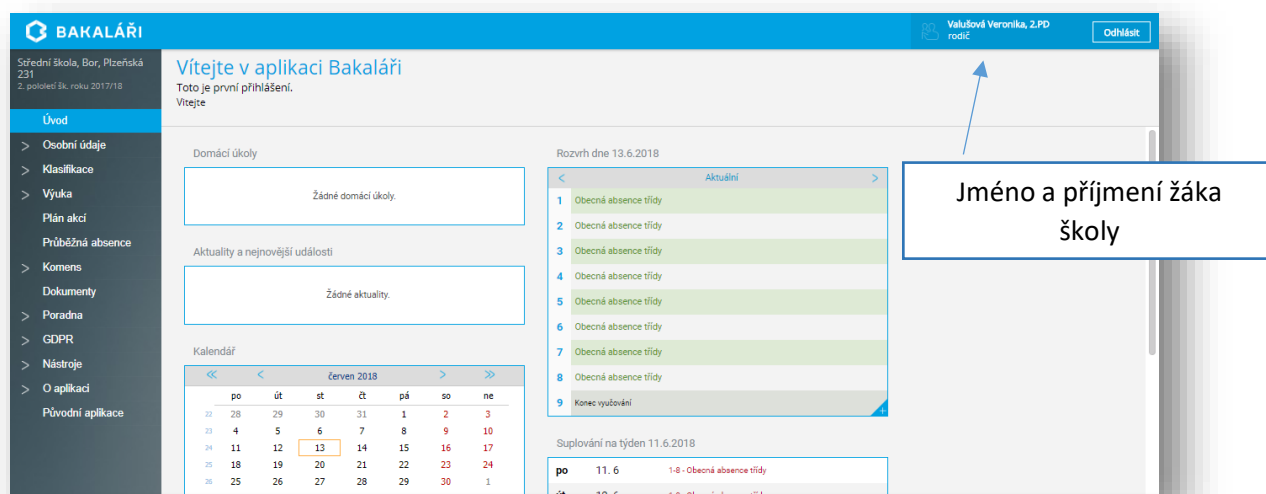 BAKALÁŘI
Valušová Veronika, 2.PD
rodič
Odhlásit
Střední škola, Bor, Plzeňská
231
2. pololetí šk. roku 2017/18
Vítejte v aplikaci Bakaláři
Toto je první přihlášení.
Vitejte
Úvod
> Osobní údaje
> Klasifikace
> Výuka
Plán akcí
Průběžná absence
> Komens
Dokumenty
> Poradna
> GDPR
> Nástroje
> O aplikaci
Původní aplikace
Domácí úkoly
Žádné domácí úkoly.
Aktuality a nejnovější události
Žádné aktuality.
Kalendář
« < červen 2018 > »
po út st čt pá so ne
22 28 29 30 31 1 2 3
23 4 5 6 7 8 9 10
24 11 12 13 14 15 16 17
25 18 19 20 21 22 23 24
26 25 26 27 28 29 30 1
Rozvrh dne 13.6.2018
< Aktuální >
1 Obecná absence třídy
2 Obecná absence třídy
3 Obecná absence třídy
4 Obecná absence třídy
5 Obecná absence třídy
6 Obecná absence třídy
7 Obecná absence třídy
8 Obecná absence třídy
9 Konec vyučování
+
Suplování na týden 11.6.2018
po 11. 6 1-8 - Obecná absence třídy
Jméno a příjmení žáka
školy